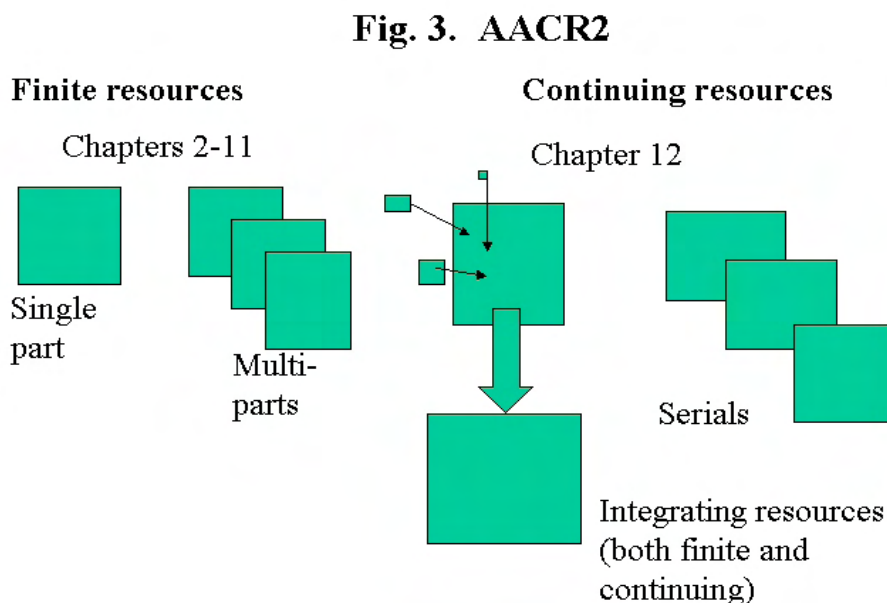 Fig. 3. AACR2
Finite resources
Continuing resources
Chapters 2-11
Chapter 12
Single
part
Multi-
parts
Serials
Integrating resources
(both finite and
continuing)